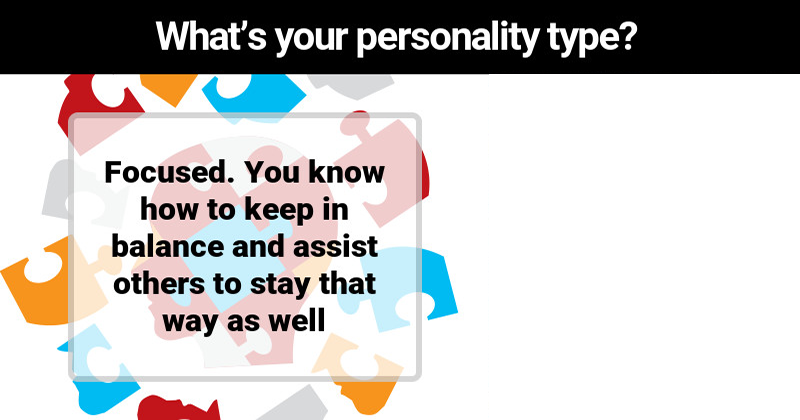 What’s your personality type?
Focused. You know
how to keep in
balance and assist
others to stay that
way as well